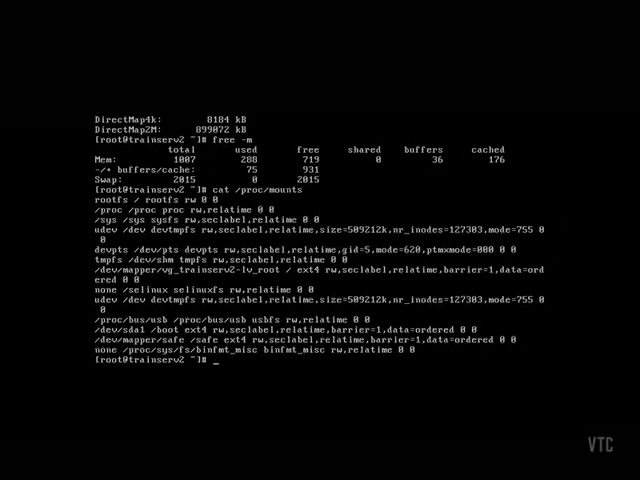 DirectMap4k:        8184 kB
DirectMap2M:      899072 kB
[root@trainserv2 ~]# free -m
             total       used       free     shared    buffers     cached
Mem:          1007        288        719          0         36        176
-/+ buffers/cache:         75        931
Swap:         2015          0       2015
[root@trainserv2 ~]# cat /proc/mounts
rootfs / rootfs rw 0 0
/proc /proc proc rw,relatime 0 0
/sys /sys sysfs rw,seclabel,relatime 0 0
udev /dev devtmpfs rw,seclabel,relatime,size=509212k,nr_inodes=127303,mode=755 0
0
devpts /dev/pts devpts rw,seclabel,relatime,gid=5,mode=620,ptmxmode=000 0 0
tmpfs /dev/shm tmpfs rw,seclabel,relatime 0 0
/dev/mapper/vg_trainserv2-lv_root / ext4 rw,seclabel,relatime,barrier=1,data=ord
ered 0 0
none /selinux selinuxfs rw,relatime 0 0
udev /dev devtmpfs rw,seclabel,relatime,size=509212k,nr_inodes=127303,mode=755 0
0
/proc/bus/usb /proc/bus/usb usbfs rw,relatime 0 0
/dev/sda1 /boot ext4 rw,seclabel,relatime,barrier=1,data=ordered 0 0
/dev/mapper/safe /safe ext4 rw,seclabel,relatime,barrier=1,data=ordered 0 0
none /proc/sys/fs/binfmt_misc binfmt_misc rw,relatime 0 0
[root@trainserv2 ~]# _
VTC